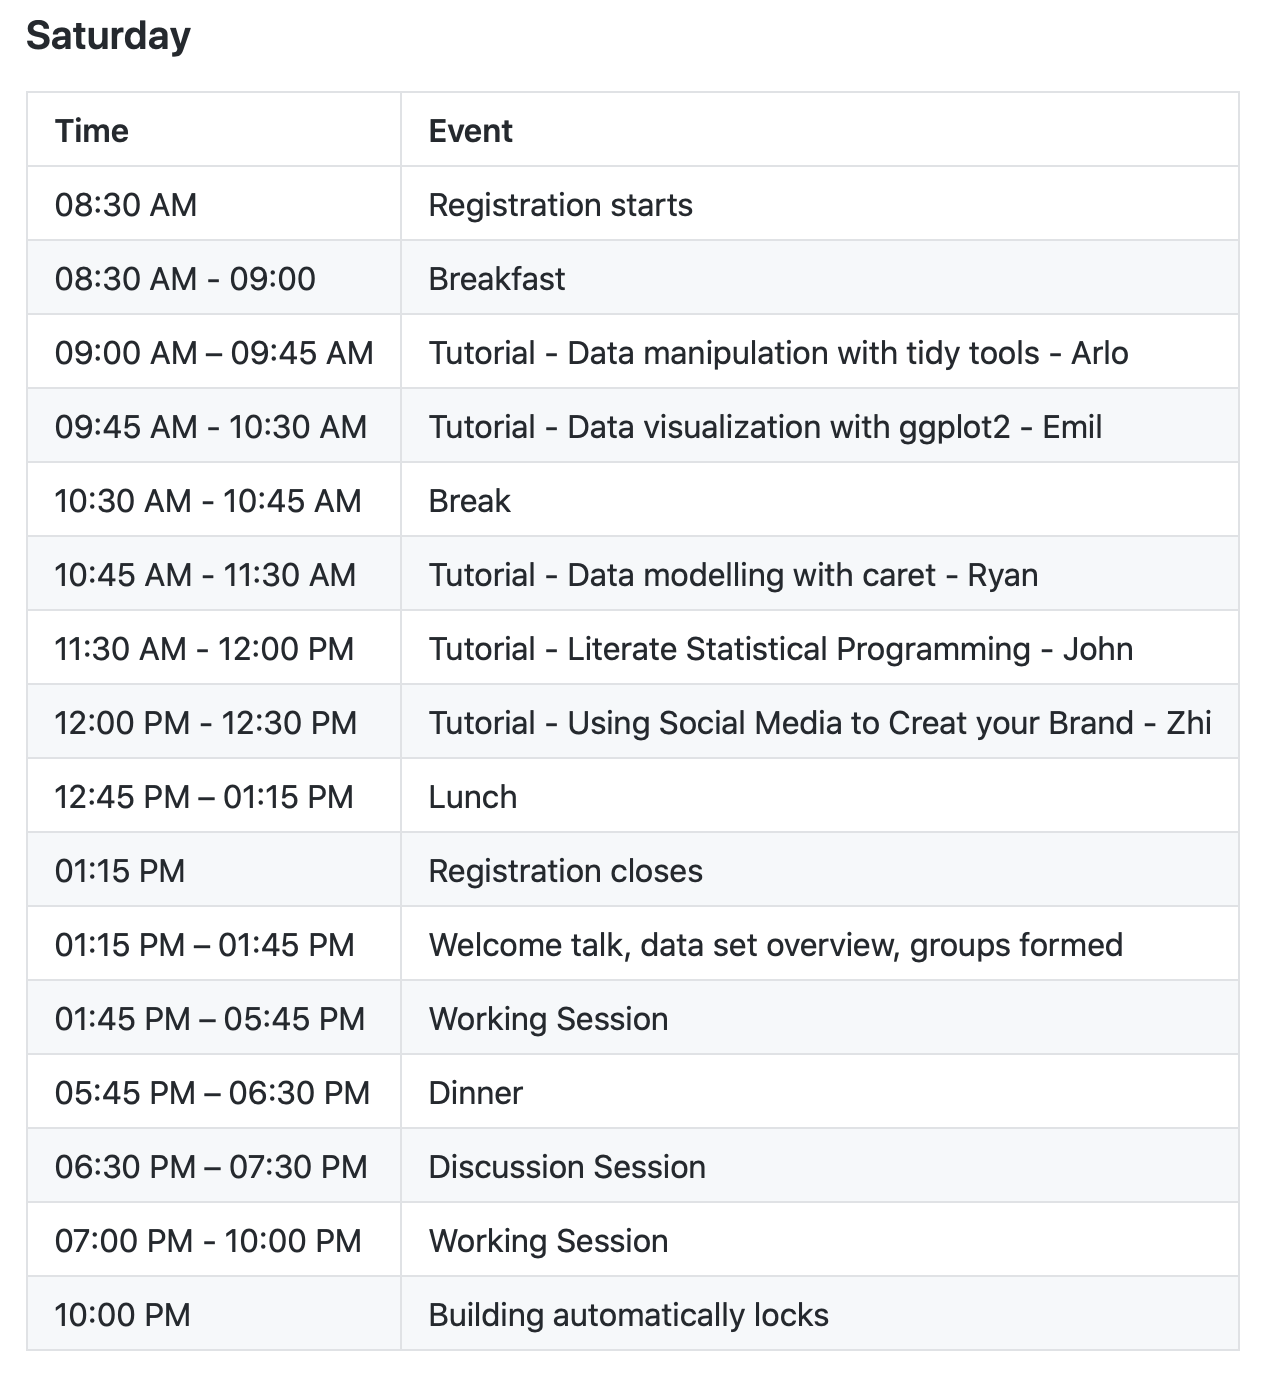 Saturday
Time Event
08:30 AM Registration starts
08:30 AM - 09:00 Breakfast
09:00 AM – 09:45 AM Tutorial - Data manipulation with tidy tools - Arlo
09:45 AM - 10:30 AM Tutorial - Data visualization with ggplot2 - Emil
10:30 AM - 10:45 AM Break
10:45 AM - 11:30 AM Tutorial - Data modelling with caret - Ryan
11:30 AM - 12:00 PM Tutorial - Literate Statistical Programming - John
12:00 PM - 12:30 PM Tutorial - Using Social Media to Creat your Brand - Zhi
12:45 PM – 01:15 PM Lunch
01:15 PM Registration closes
01:15 PM – 01:45 PM Welcome talk, data set overview, groups formed
01:45 PM – 05:45 PM Working Session
05:45 PM – 06:30 PM Dinner
06:30 PM – 07:30 PM Discussion Session
07:00 PM - 10:00 PM Working Session
10:00 PM Building automatically locks